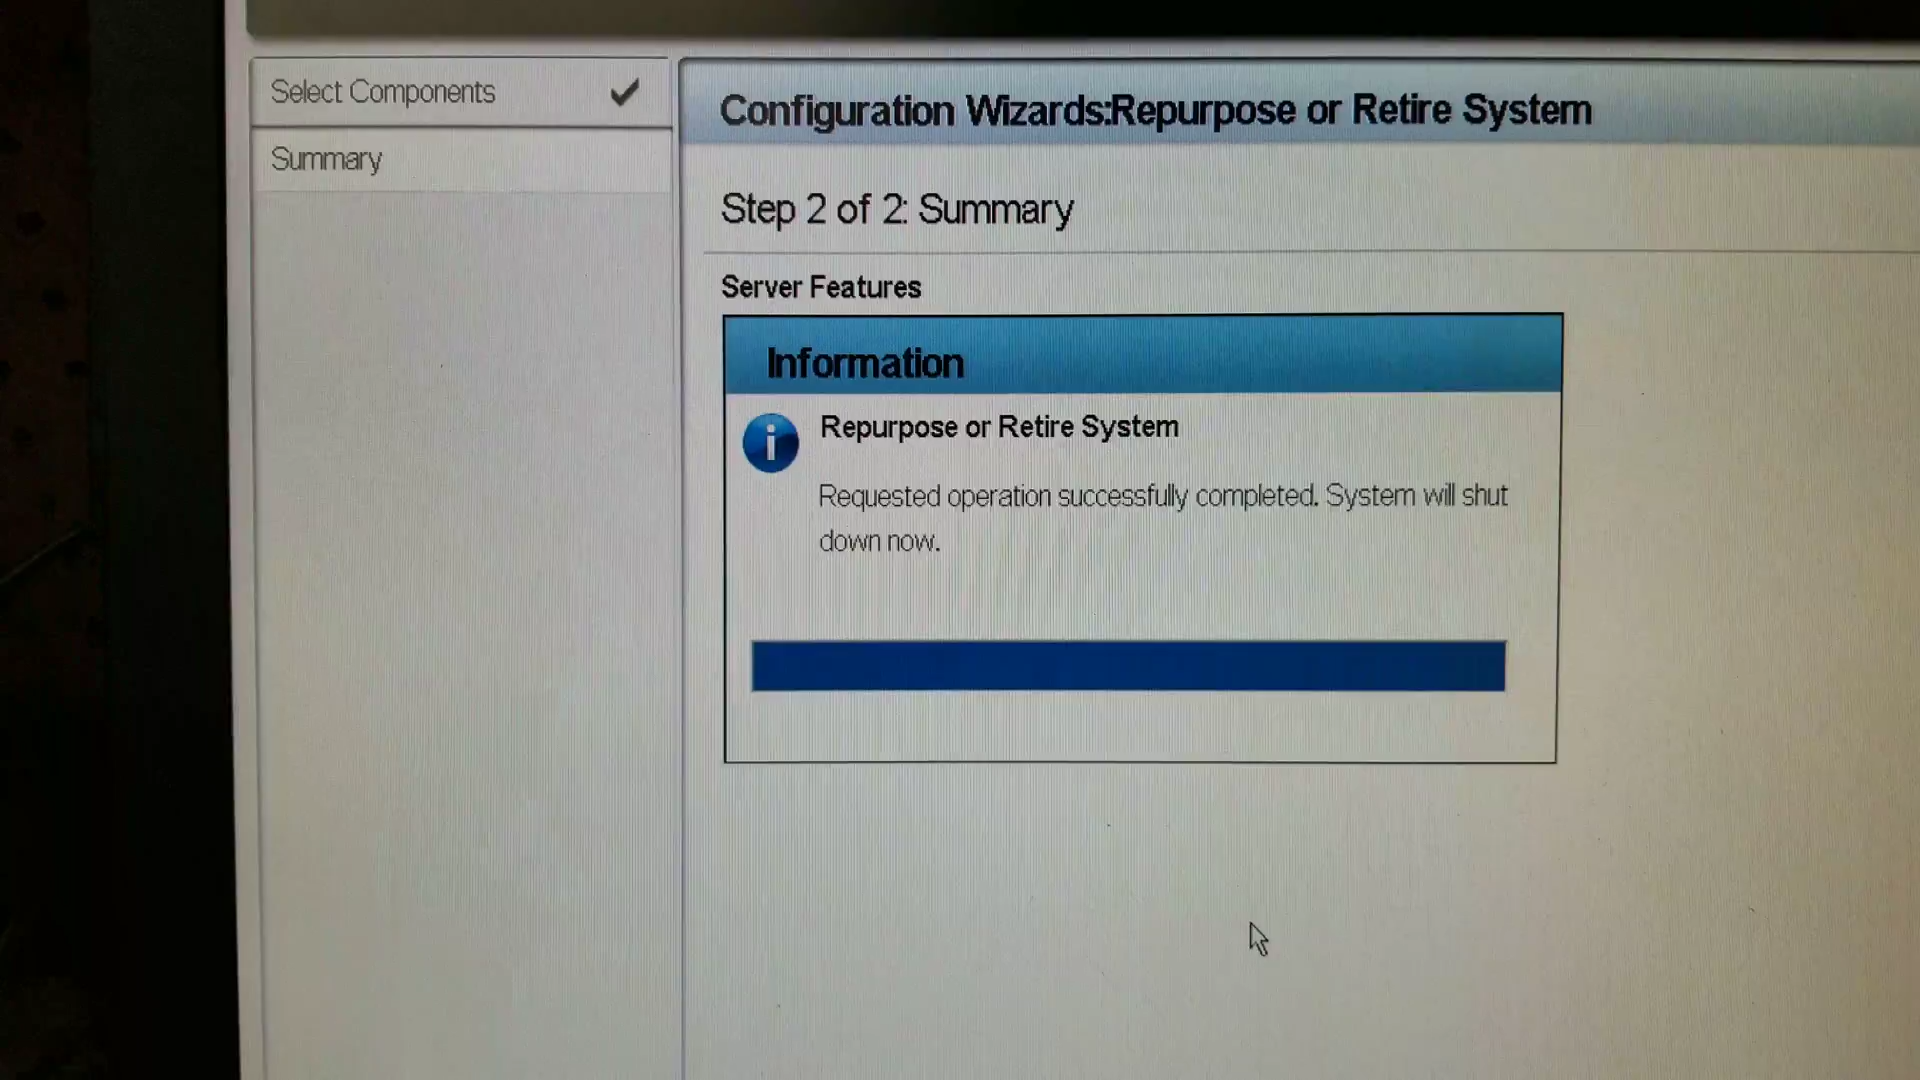 Select Components
Summary
Configuration Wizards:Repurpose or Retire System
Step 2 of 2: Summary
Server Features
Information
Repurpose or Retire System
Requested operation successfully completed. System will shut
down now.